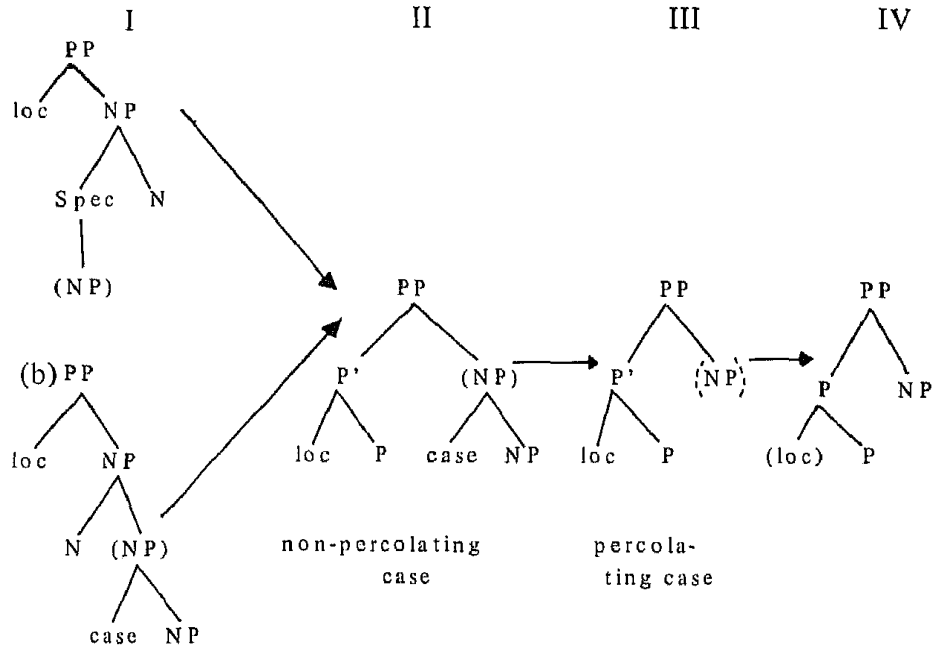 I II III IV
PP
loc NP
Spec N
(NP)
PP PP PP
(b) PP P' (NP) P' (NP) P NP
loc NP loc P case NP loc P (loc) P
N (NP) non-percolating percola-
case ting case
case NP